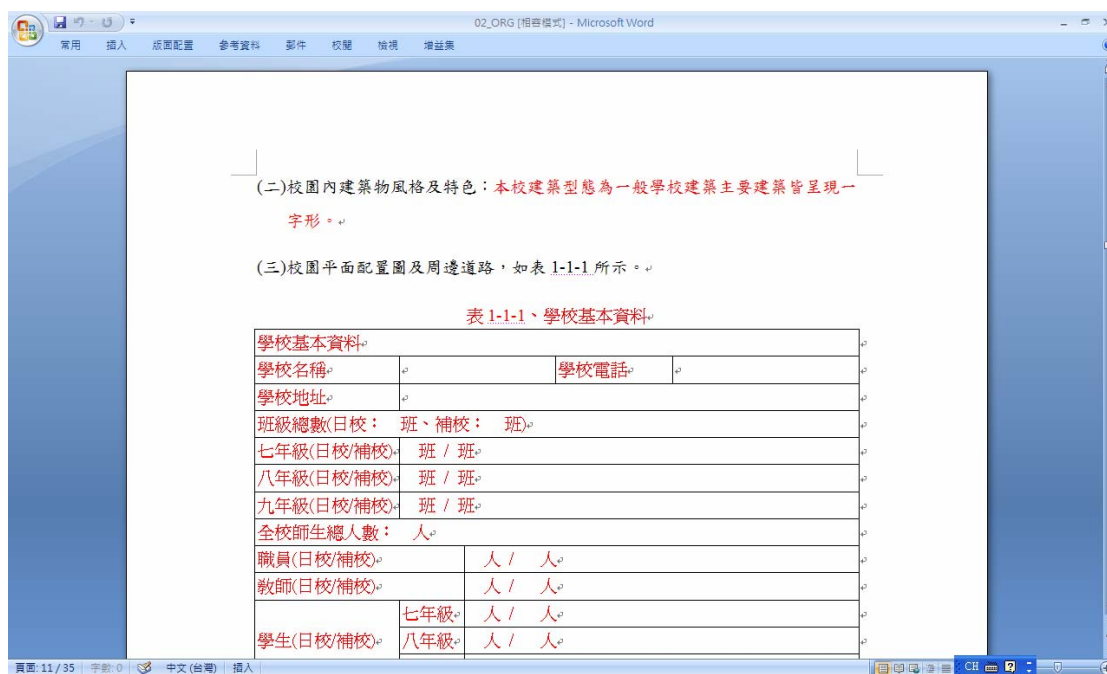 02_ORG [相容模式] - Microsoft Word
常用 插入 版面配置 參考資料 郵件 校閱 檢視 增益集
(二)校園內建築物風格及特色：本校建築型態為一般學校建築主要建築皆呈現一
字形。
(三)校園平面配置圖及周邊道路，如表 1-1-1 所示。
表 1-1-1、學校基本資料
學校基本資料
學校名稱 學校電話
學校地址
班級總數(日校： 班、補校： 班)
七年級(日校/補校) 班 / 班
八年級(日校/補校) 班 / 班
九年級(日校/補校) 班 / 班
全校師生總人數： 人
職員(日校/補校) 人 / 人
教師(日校/補校) 人 / 人
七年級 人 / 人
學生(日校/補校) 八年級 人 / 人
頁面: 11 / 35 字數: 0 中文 (台灣) 插入 CH